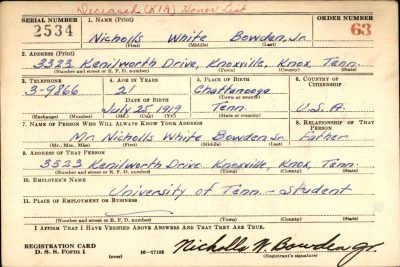 Deceased (KIA) Honor List
SERIAL NUMBER 1. NAME (Print) ORDER NUMBER
2534 Nicholls White Bowden, Jr. 63
(First) (Middle) (Last)
2. ADDRESS (Print)
3323 Kenilworth Drive, Knoxville, Knox, Tenn.
(Number and street or R. F. D. number) (Town) (County) (State)
3. TELEPHONE 4. AGE IN YEARS 5. PLACE OF BIRTH 6. COUNTRY OF CITIZENSHIP
3-9866 21 Chattanooga
DATE OF BIRTH (Town or county)
July 25 1919 Tenn. U.S.A.
(Exchange) (Number) (Mo.) (Day) (Yr.) (State or country)
7. NAME OF PERSON WHO WILL ALWAYS KNOW YOUR ADDRESS 8. RELATIONSHIP OF THAT PERSON
Mr. Nicholls White Bowden Sr. Father
(Mr., Mrs., Miss) (First) (Middle) (Last)
9. ADDRESS OF THAT PERSON
3323 Kenilworth Drive Knoxville, Knox, Tenn.
(Number and street or R. F. D. number) (Town) (County) (State)
10. EMPLOYER'S NAME
University of Tenn. - Student
11. PLACE OF EMPLOYMENT OR BUSINESS
(Number and street or R. F. D. number) (Town) (County) (State)
I AFFIRM THAT I HAVE VERIFIED ABOVE ANSWERS AND THAT THEY ARE TRUE.
REGISTRATION CARD
D. S. S. Form 1 16-17105 Nicholls W. Bowden Jr.
(Registrant's signature)